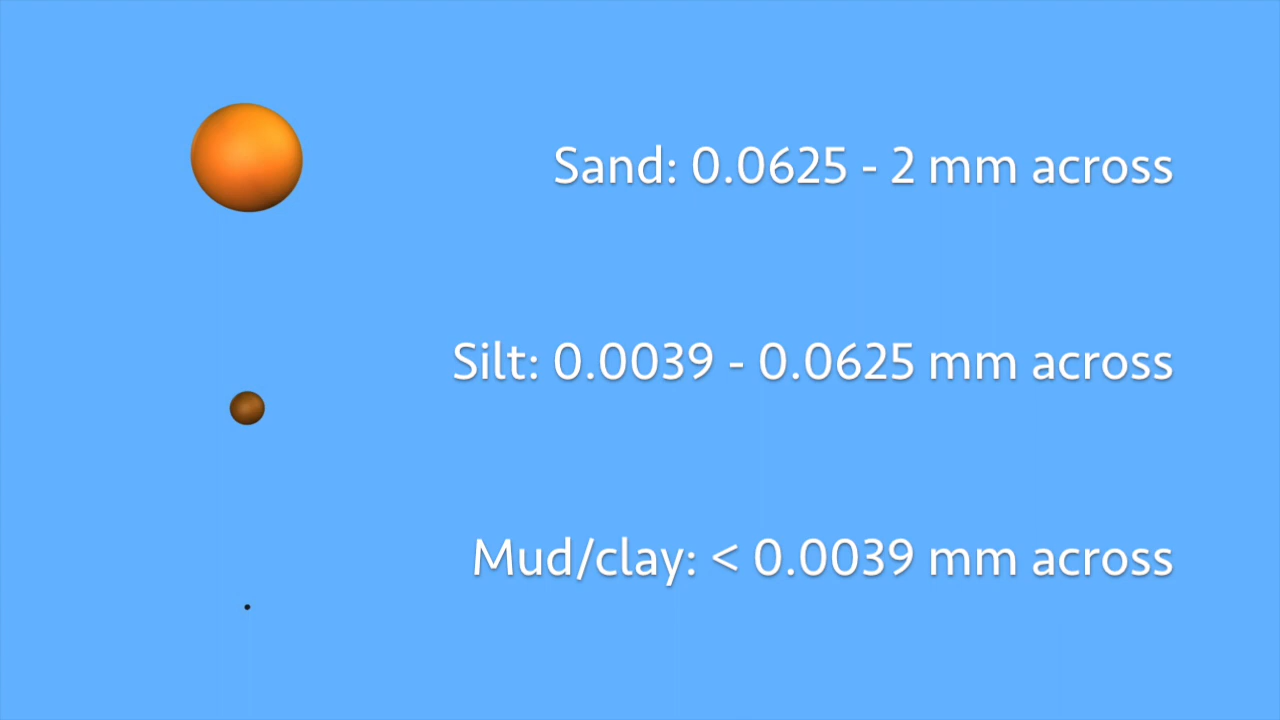 Sand: 0.0625 - 2 mm across
Silt: 0.0039 - 0.0625 mm across
Mud/clay: < 0.0039 mm across